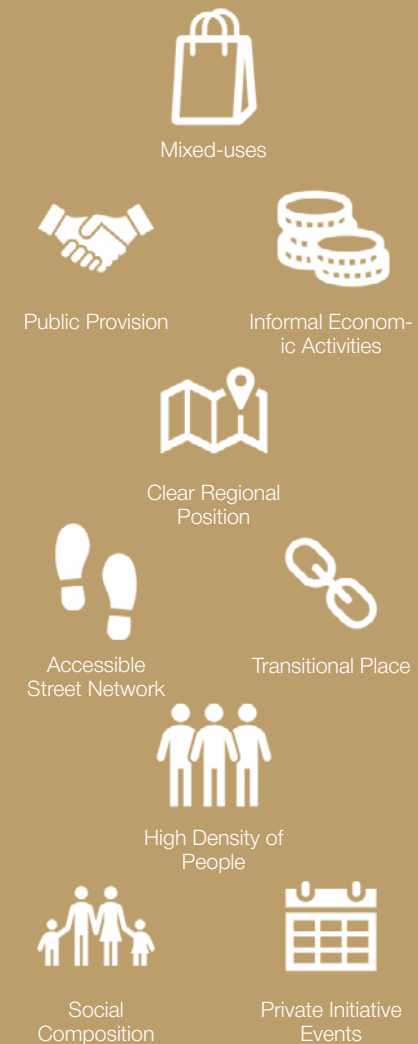 Mixed-uses
Public Provision
Informal Econom-
ic Activities
Clear Regional
Position
Accessible
Street Network
Transitional Place
High Density of
People
Social
Composition
Private Initiative
Events